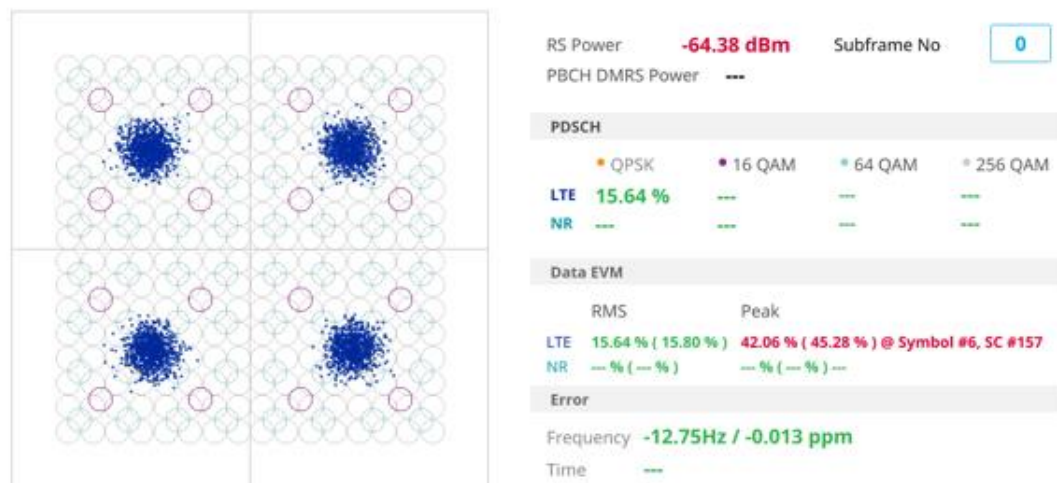 RS Power -64.38 dBm Subframe No 0
PBCH DMRS Power ---
PDSCH
QPSK 16 QAM 64 QAM 256 QAM
LTE 15.64 % --- --- ---
NR --- --- --- ---
Data EVM
RMS Peak
LTE 15.64 % ( 15.80 % ) 42.06 % ( 45.28 % ) @ Symbol #6, SC #157
NR --- % ( --- % ) --- % ( --- % ) ---
Error
Frequency -12.75Hz / -0.013 ppm
Time ---